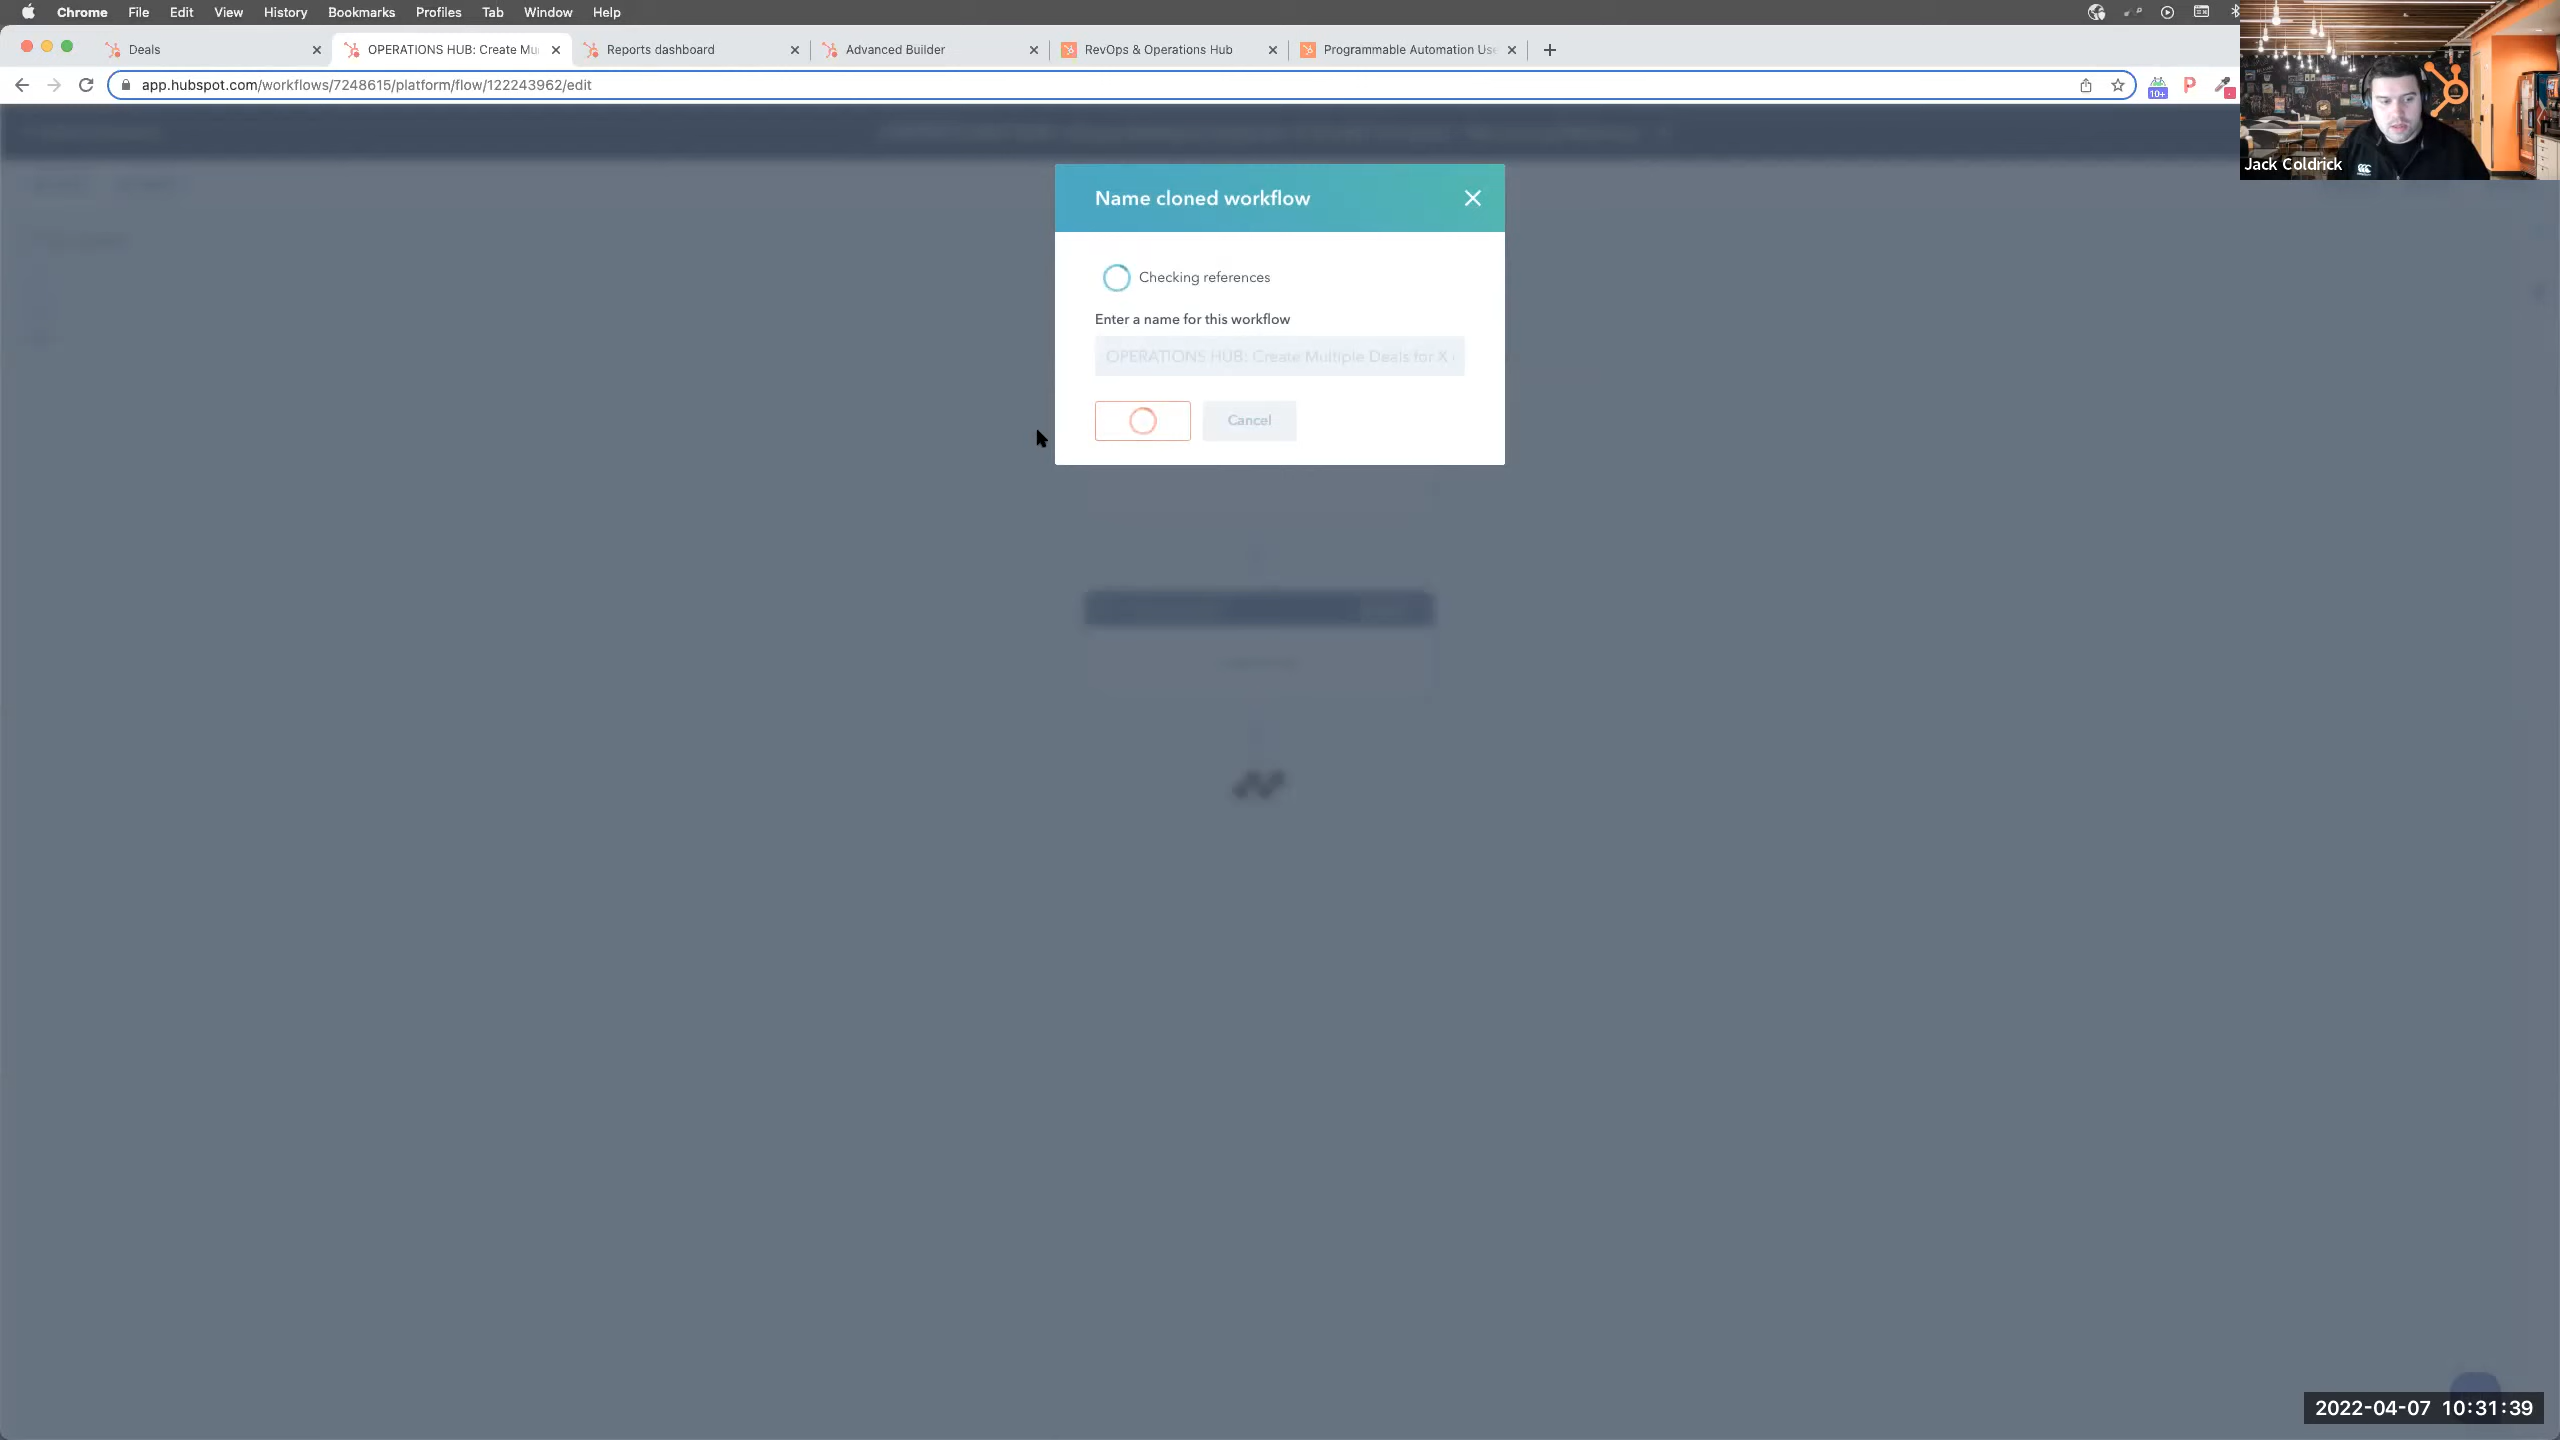 Chrome File Edit View History Bookmarks Profiles Tab Window Help
Deals
OPERATIONS HUB: Create Mu
Reports dashboard
Advanced Builder
RevOps & Operations Hub
Programmable Automation Use
app.hubspot.com/workflows/7248615/platform/flow/122243962/edit
10+
Jack Coldrick
Name cloned workflow
Checking references
Enter a name for this workflow
OPERATIONS HUB: Create Multiple Deals for X
Cancel
2022-04-07 10:31:39